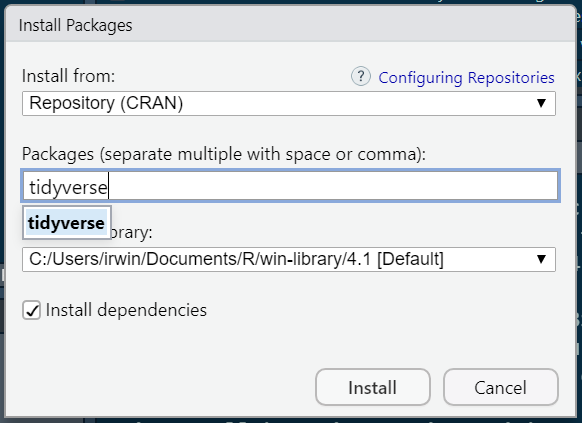 Install Packages
Install from:
? Configuring Repositories
Repository (CRAN)
Packages (separate multiple with space or comma):
tidyverse
tidyverse
brary:
C:/Users/irwin/Documents/R/win-library/4.1 [Default]
Install dependencies
Install
Cancel